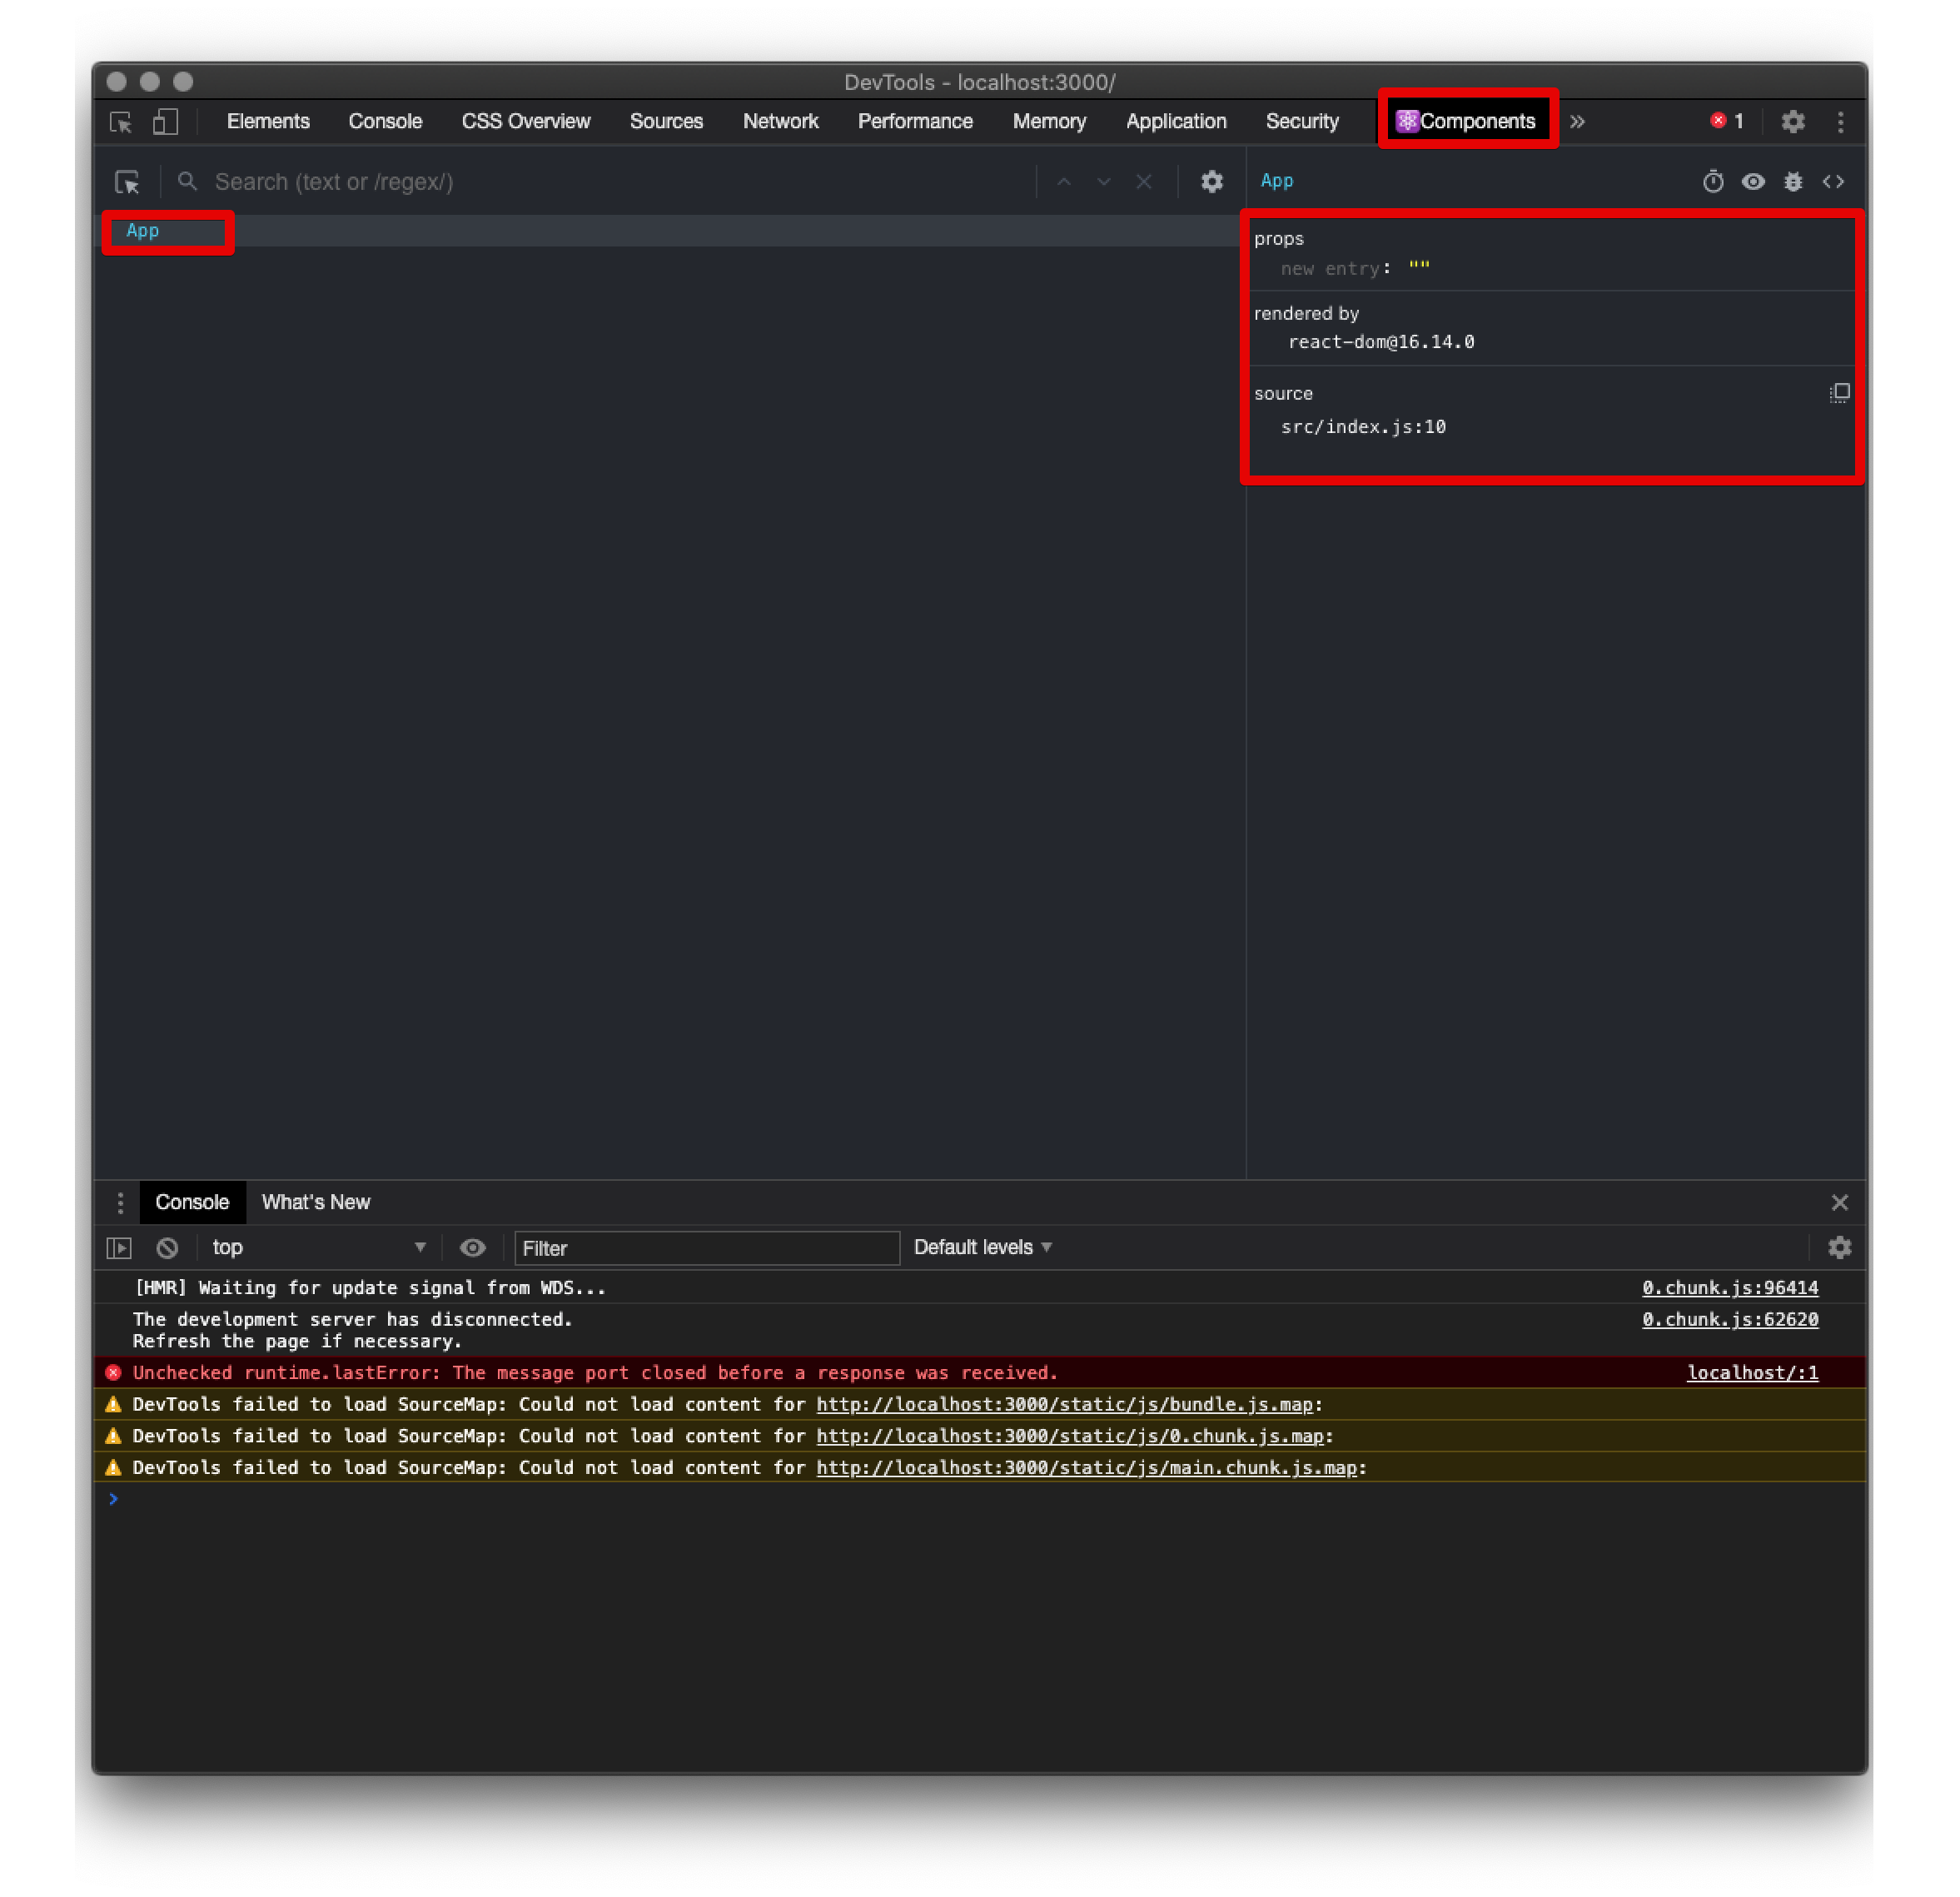 DevTools - localhost:3000/
Elements Console CSS Overview Sources Network Performance Memory Application Security Components » 1
Search (text or /regex/)
App
App
props
new entry: ""
rendered by
react-dom@16.14.0
source
src/index.js:10
Console What's New
top Filter Default levels
[HMR] Waiting for update signal from WDS... 0.chunk.js:96414
The development server has disconnected. 0.chunk.js:62620
Refresh the page if necessary.
Unchecked runtime.lastError: The message port closed before a response was received. localhost/:1
DevTools failed to load SourceMap: Could not load content for http://localhost:3000/static/js/bundle.js.map:
DevTools failed to load SourceMap: Could not load content for http://localhost:3000/static/js/0.chunk.js.map:
DevTools failed to load SourceMap: Could not load content for http://localhost:3000/static/js/main.chunk.js.map: